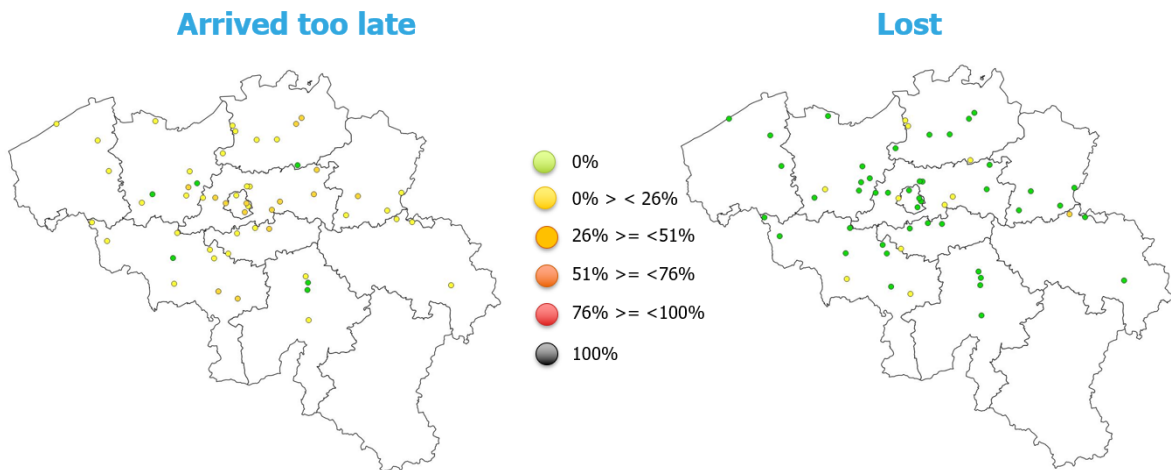 Arrived too late
Lost
0%
0% > < 26%
26% >= <51%
51% >= <76%
76% >= <100%
100%